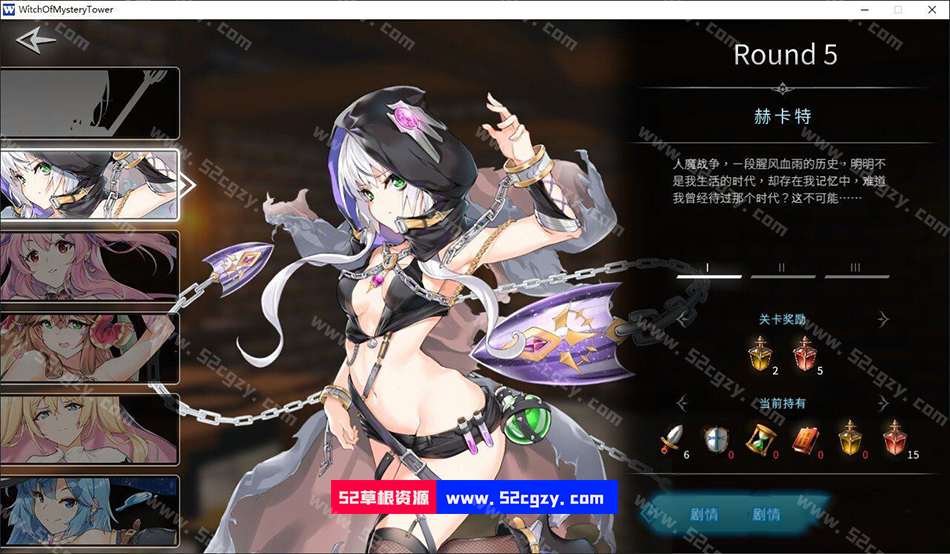 WitchOfMysteryTower
Round 5
赫卡特
人魔战争，一段腥风血雨的历史，明明不
是我生活的时代，却存在我记忆中，难道
我曾经待过那个时代？这不可能……
I II III
关卡奖励
2 5
当前持有
6 0 0 0 0 15
剧情 剧情
52草根资源 www.52cgzy.com
www.52cgzy.com